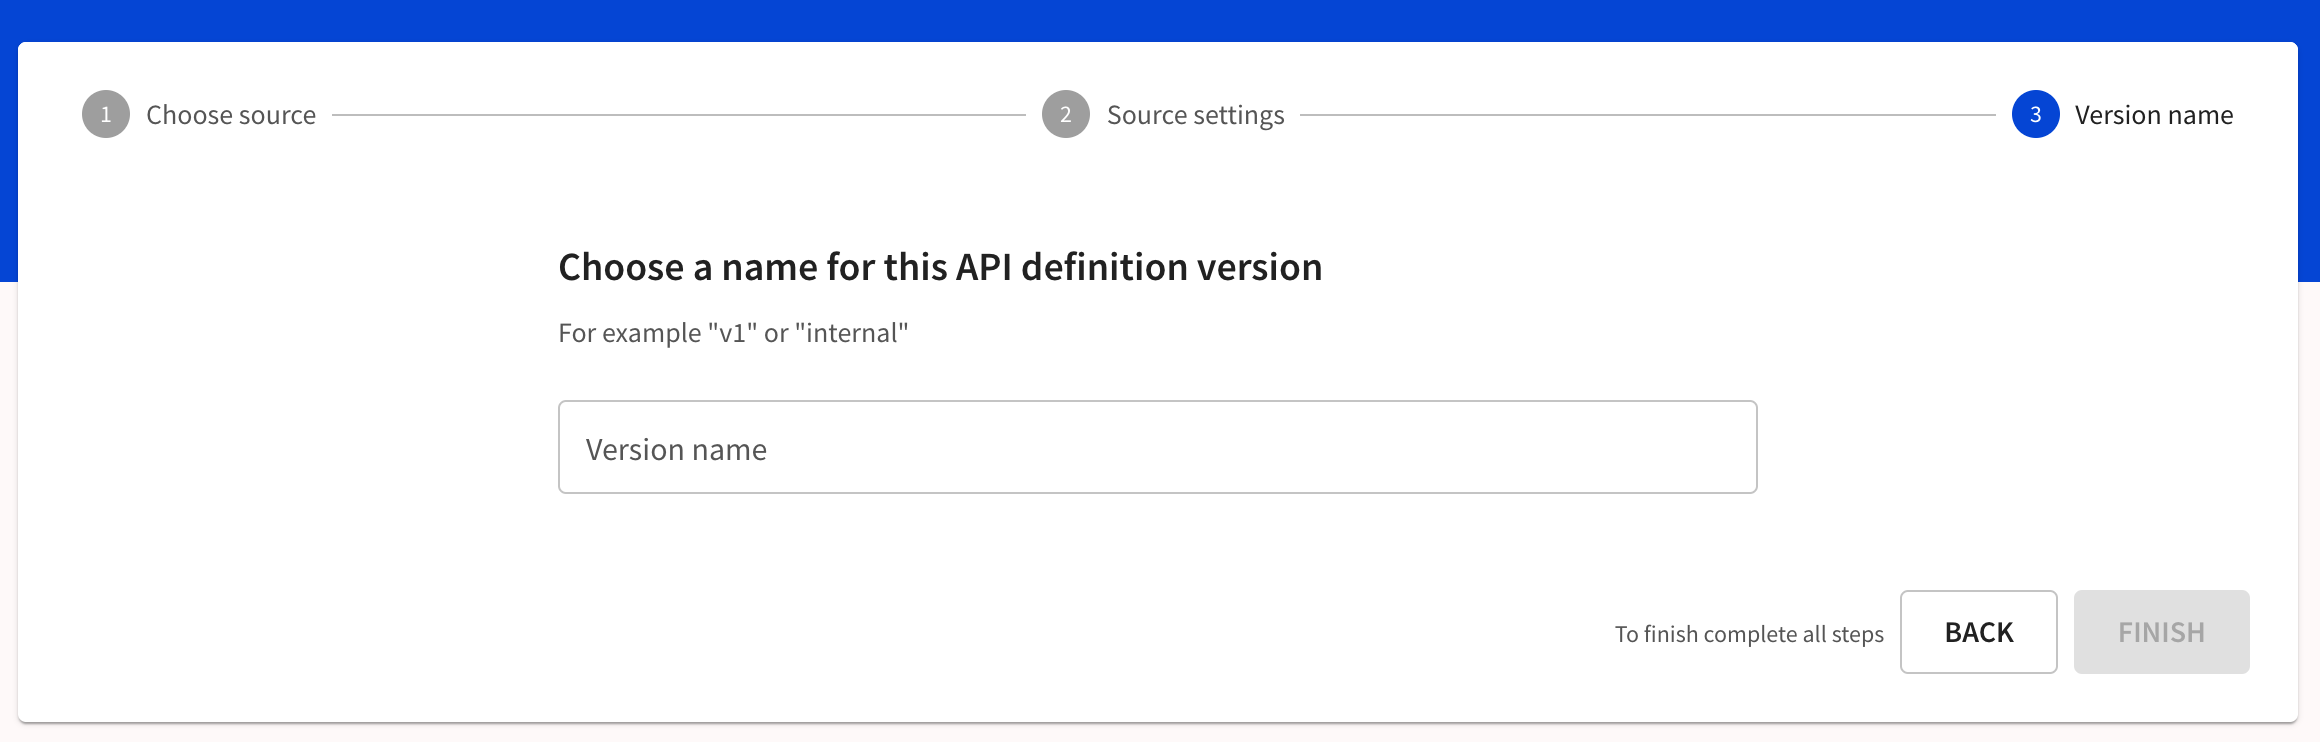 1 Choose source 2 Source settings 3 Version name
Choose a name for this API definition version
For example "v1" or "internal"
Version name
To finish complete all steps BACK FINISH